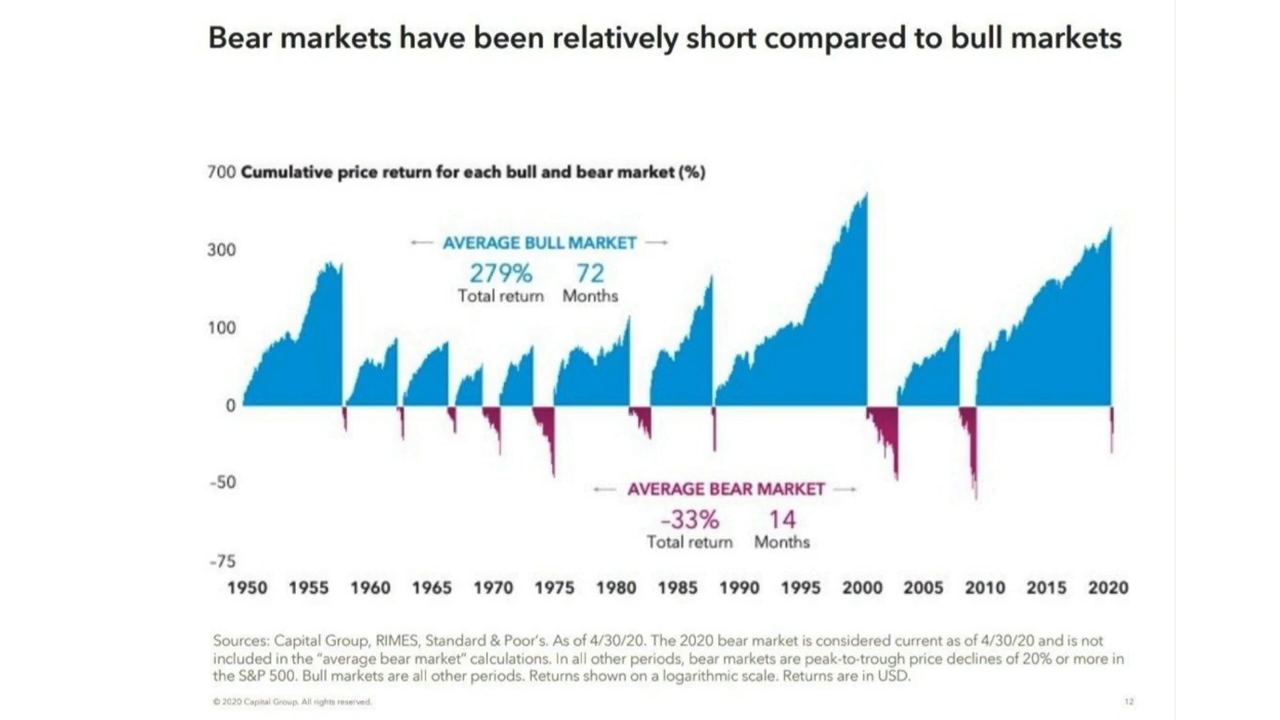 Bear markets have been relatively short compared to bull markets
700 Cumulative price return for each bull and bear market (%)
300
AVERAGE BULL MARKET
279% 72
Total return Months
100
0
-50
AVERAGE BEAR MARKET
-33% 14
Total return Months
-75
1950 1955 1960 1965 1970 1975 1980 1985 1990 1995 2000 2005 2010 2015 2020
Sources: Capital Group, RIMES, Standard & Poor's. As of 4/30/20. The 2020 bear market is considered current as of 4/30/20 and is not
included in the "average bear market" calculations. In all other periods, bear markets are peak-to-trough price declines of 20% or more in
the S&P 500. Bull markets are all other periods. Returns shown on a logarithmic scale. Returns are in USD.
© 2020 Capital Group. All rights reserved. 12